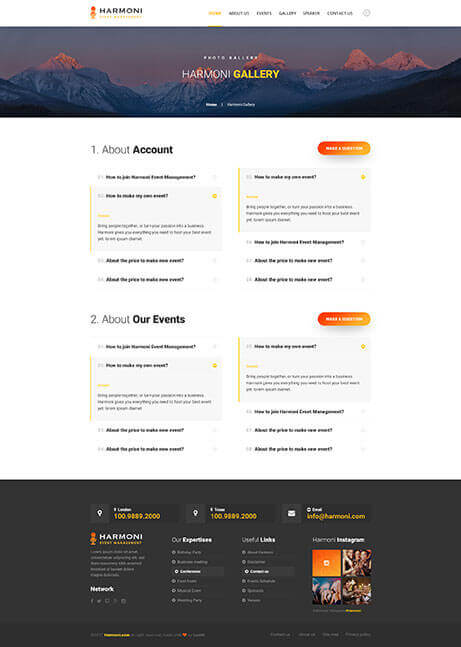 HARMONI
EVENT MANAGEMENT
HOME ABOUT US EVENTS GALLERY SPEAKER CONTACT US
PHOTO GALLERY
HARMONI GALLERY
Home | Harmoni Gallery
1. About Account
MAKE A QUESTION
01. How to join Harmoni Event Management?
02. How to make my own event?
Bring people together, or turn your passion into a business.
Harmoni gives you everything you need to host your best event
yet. lorem ipsum diamet.
03. About the price to make new event?
04. About the price to make new event?
05. How to make my own event?
Bring people together, or turn your passion into a business.
Harmoni gives you everything you need to host your best event
yet. lorem ipsum diamet.
06. How to join Harmoni Event Management?
07. About the price to make new event?
08. About the price to make new event?
2. About Our Events
MAKE A QUESTION
01. How to join Harmoni Event Management?
02. How to make my own event?
Bring people together, or turn your passion into a business.
Harmoni gives you everything you need to host your best event
yet. lorem ipsum diamet.
03. About the price to make new event?
04. About the price to make new event?
05. How to make my own event?
Bring people together, or turn your passion into a business.
Harmoni gives you everything you need to host your best event
yet. lorem ipsum diamet.
06. How to join Harmoni Event Management?
07. About the price to make new event?
08. About the price to make new event?
London
100.9889.2000
Texas
100.9889.2000
Email
info@harmoni.com
HARMONI
EVENT MANAGEMENT
Lorem ipsum dolor sit amet,
Network
Our Expertises
Birthday Party
Business meeting
Conference
Food Event
Musical Event
Wedding Party
Useful Links
About Harmoni
Disclaimer
Contact us
Events Schedule
Sponsors
Venues
Harmoni Instagram
#Harmoni
Harmoni.com
Contact us | About us | Site map | Privacy policy